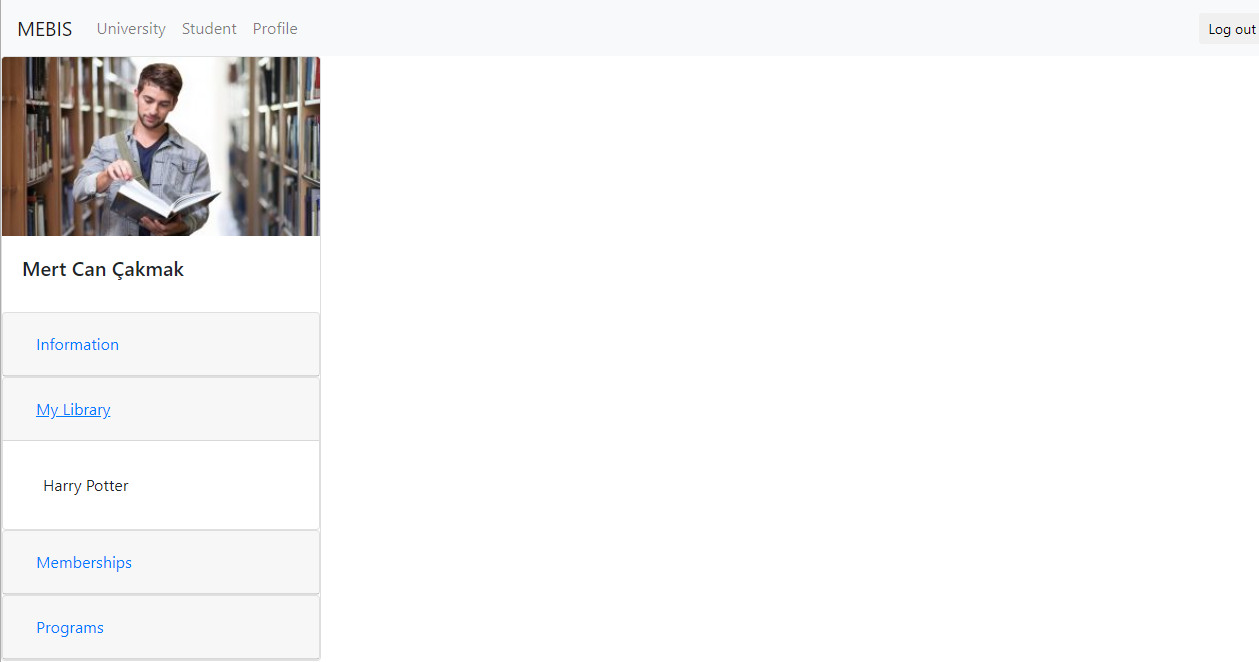 MEBIS University Student Profile Log out
Mert Can Çakmak
Information
My Library
Harry Potter
Memberships
Programs